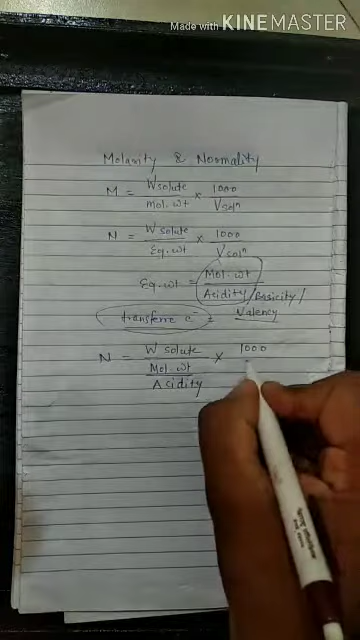 Made with KINEMASTER
Molarity & Normality
M = W solute / mol. wt × 1000 / V solⁿ
N = W solute / Eq. wt × 1000 / V solⁿ
Eq. wt = Mol. wt / Acidity / Basicity /
transferre e⁻ ± Valency
N = W solute / Mol. wt / Acidity × 1000